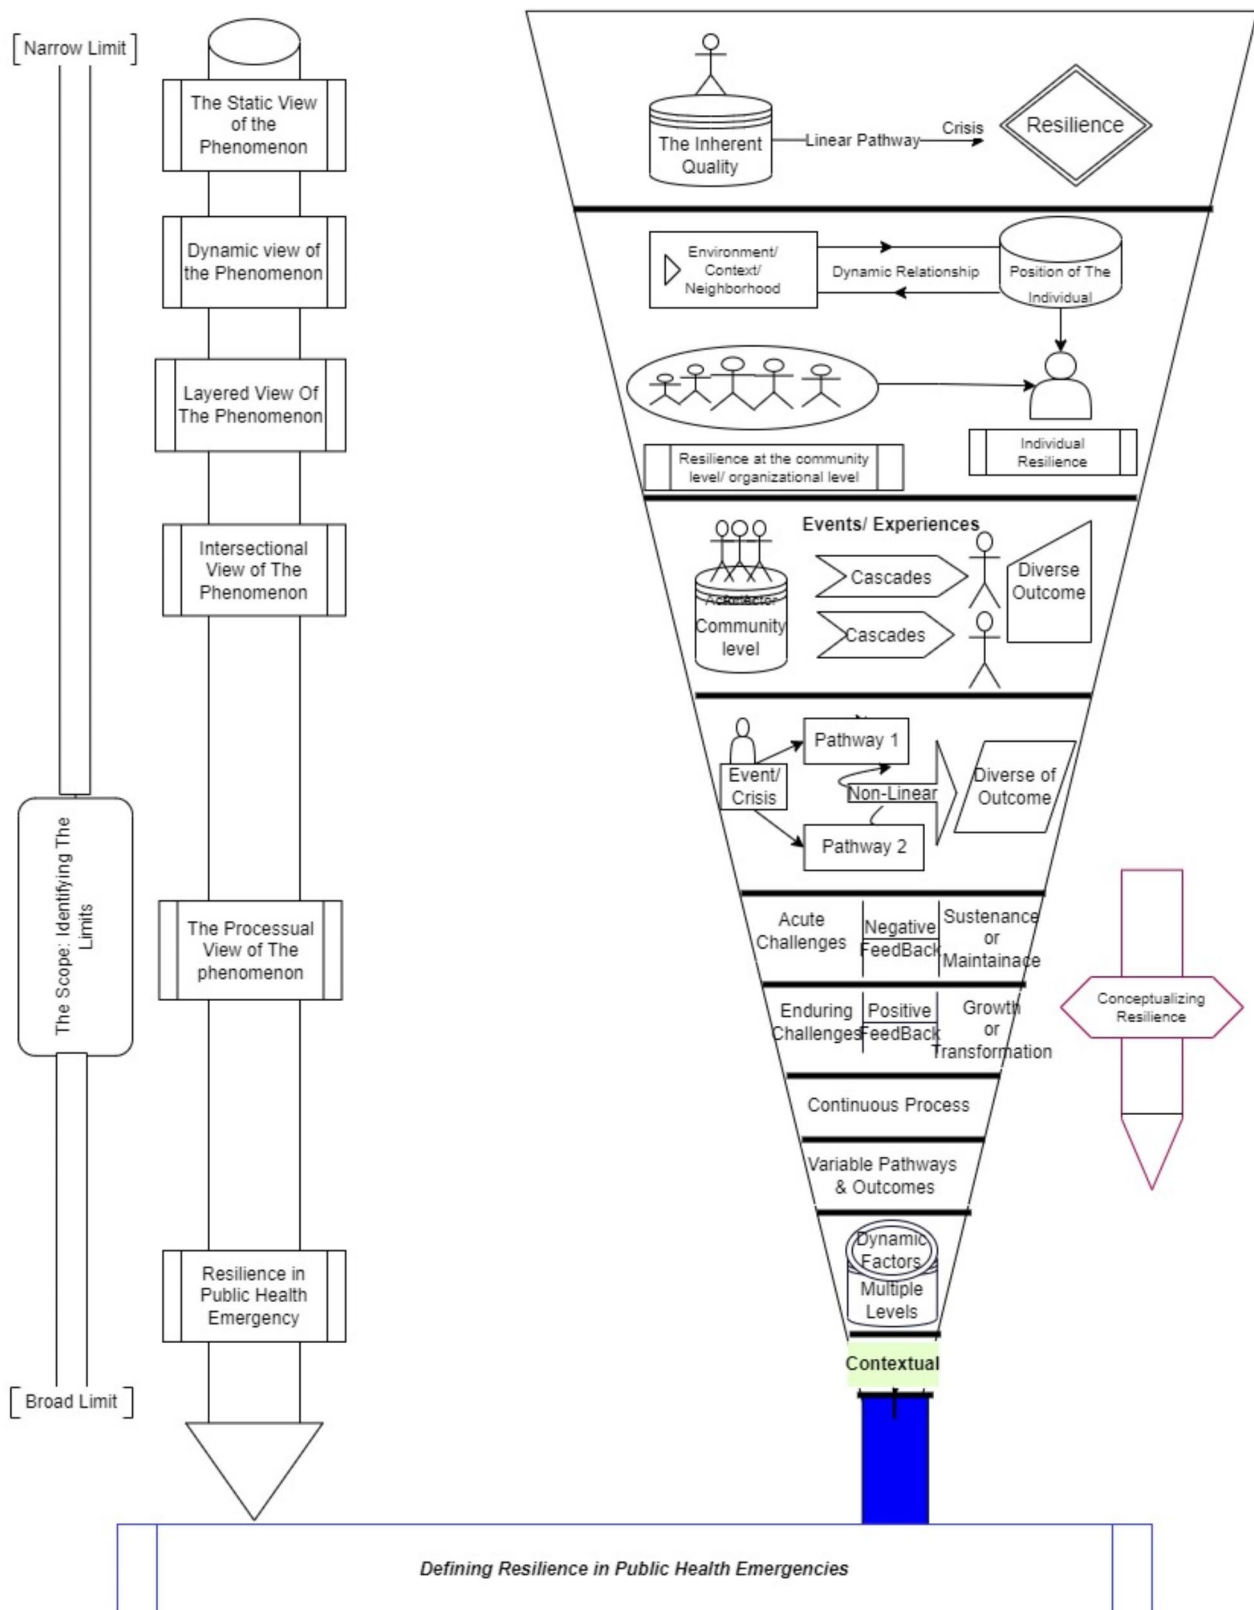 [Narrow Limit]
The Static View
of the
Phenomenon
Dynamic view of
the Phenomenon
Layered View Of
The Phenomenon
Intersectional
View of The
Phenomenon
The Scope: Identifying The
Limits
The Processual
View of The
phenomenon
Resilience in
Public Health
Emergency
[Broad Limit]
The Inherent
Quality
Linear Pathway
Crisis
Resilience
Environment/
Context/
Neighborhood
Dynamic Relationship
Position of The
Individual
Resilience at the community
level/ organizational level
Individual
Resilience
Events/ Experiences
Community
level
Cascades
Cascades
Diverse
Outcome
Event/
Crisis
Pathway 1
Non-Linear
Pathway 2
Diverse of
Outcome
Acute
Challenges
Negative
FeedBack
Sustenance
or
Maintainace
Enduring
Challenges
Positive
FeedBack
Growth
or
Transformation
Conceptualizing
Resilience
Continuous Process
Variable Pathways
& Outcomes
Dynamic
Factors
Multiple
Levels
Contextual
Defining Resilience in Public Health Emergencies